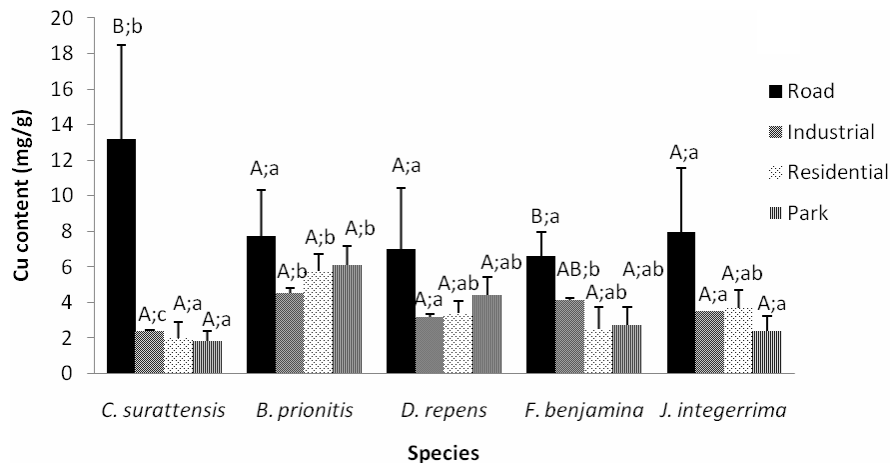 Cu content (mg/g)
20
18
16
14
12
10
8
6
4
2
0
B;b
A;c
A;a
A;a
A;a
A;b
A;b
A;b
A;a
A;a
A;ab
A;ab
B;a
AB;b
A;ab
A;ab
A;a
A;a
A;ab
A;a
Road
Industrial
Residential
Park
C. surattensis
B. prionitis
D. repens
F. benjamina
J. integerrima
Species